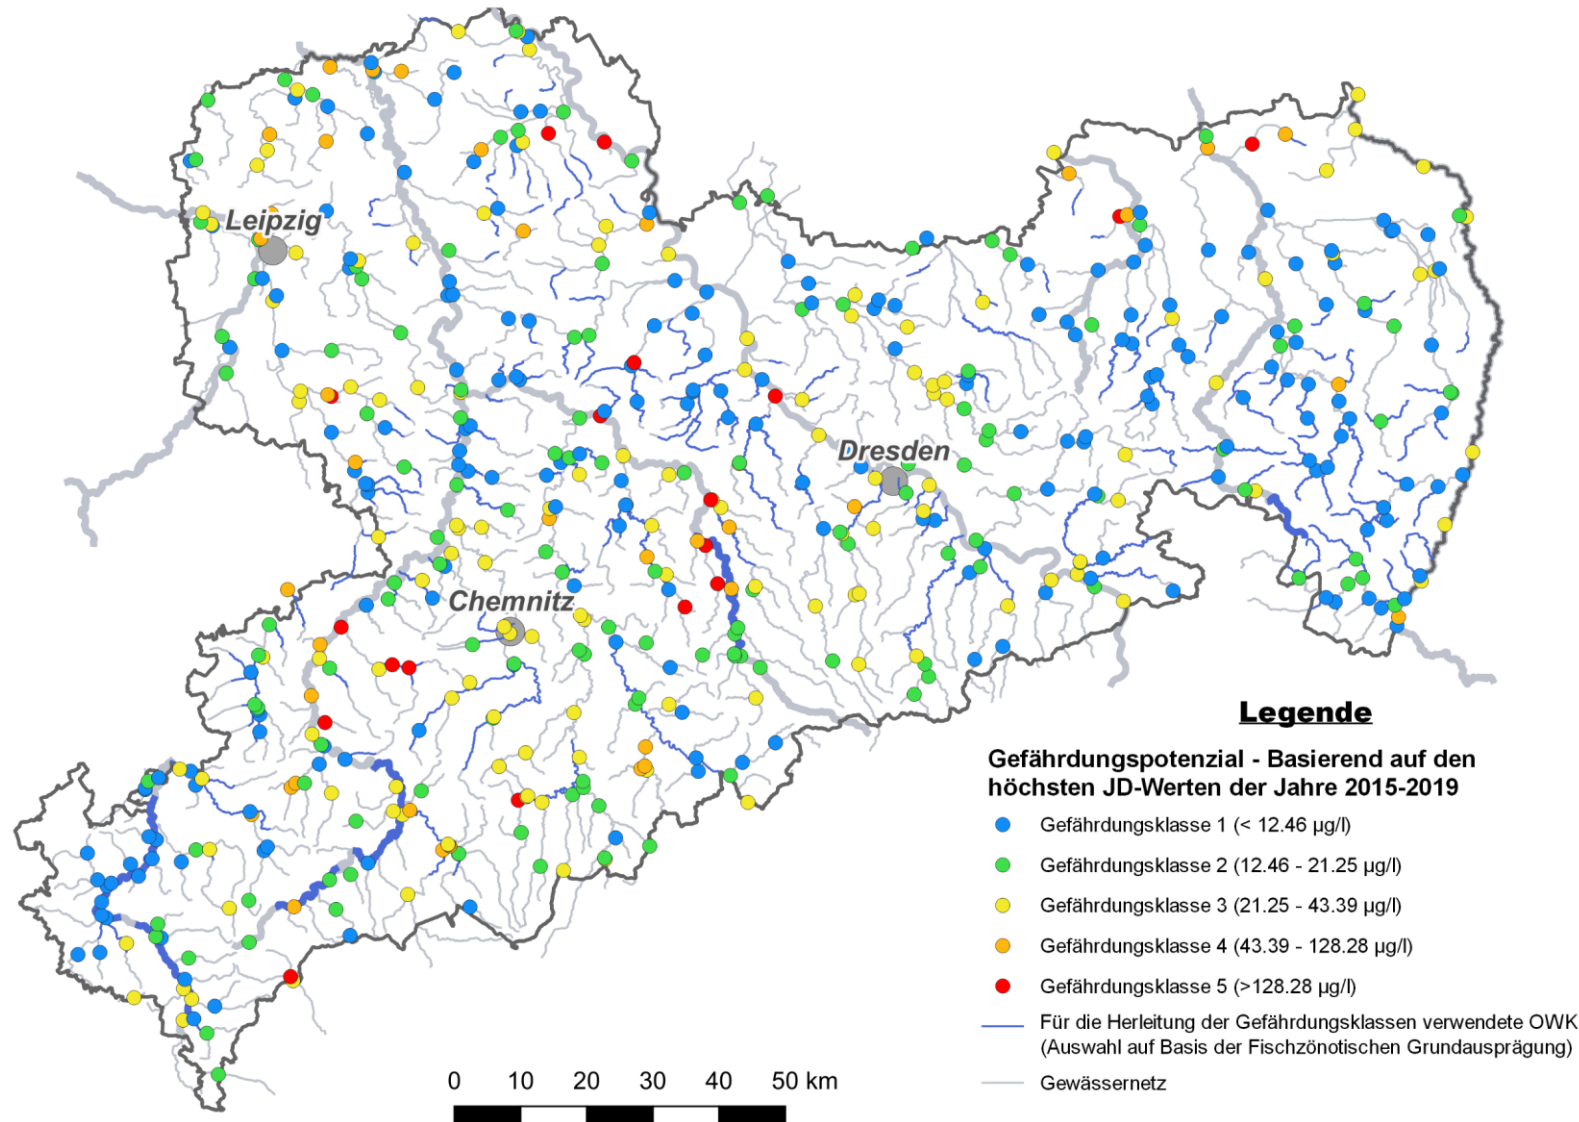 Leipzig
Dresden
Chemnitz
Legende
Gefährdungspotenzial - Basierend auf den
höchsten JD-Werten der Jahre 2015-2019
Gefährdungsklasse 1 (< 12.46 µg/l)
Gefährdungsklasse 2 (12.46 - 21.25 µg/l)
Gefährdungsklasse 3 (21.25 - 43.39 µg/l)
Gefährdungsklasse 4 (43.39 - 128.28 µg/l)
Gefährdungsklasse 5 (>128.28 µg/l)
Für die Herleitung der Gefährdungsklassen verwendete OWK
(Auswahl auf Basis der Fischzönotischen Grundausprägung)
Gewässernetz
0 10 20 30 40 50 km